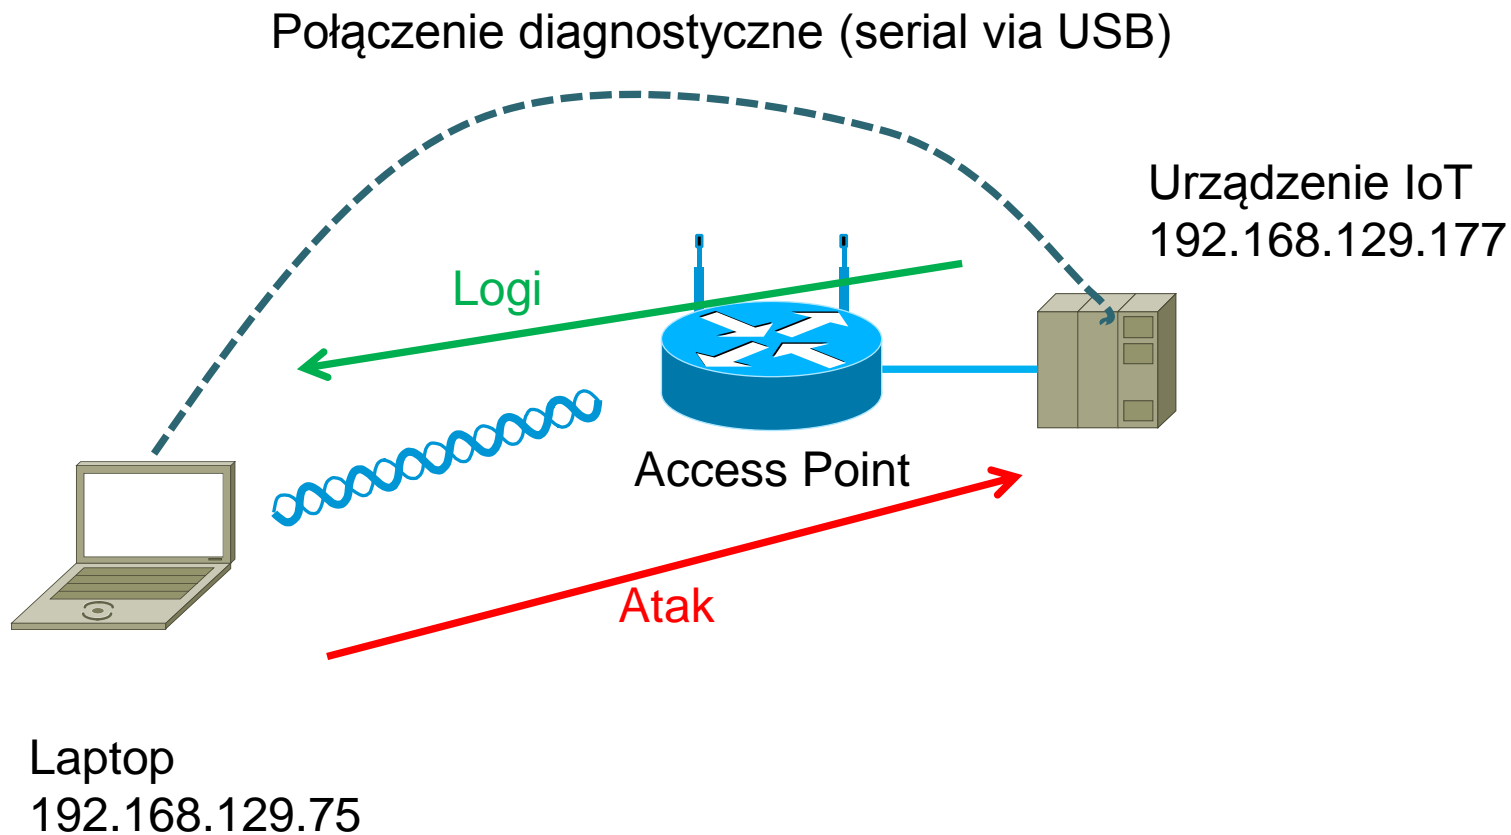 Połączenie diagnostyczne (serial via USB)
Urządzenie IoT
192.168.129.177
Logi
Access Point
Atak
Laptop
192.168.129.75